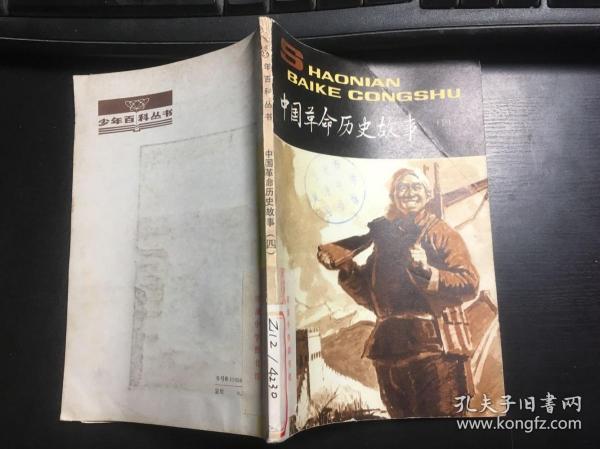 SHAONIAN
BAIKE CONGSHU
中国革命历史故事(四)
少年百科丛书
中国革命历史故事(四)
少年百科丛书
Z112/4230
孔夫子旧书网
www.kongfz.com